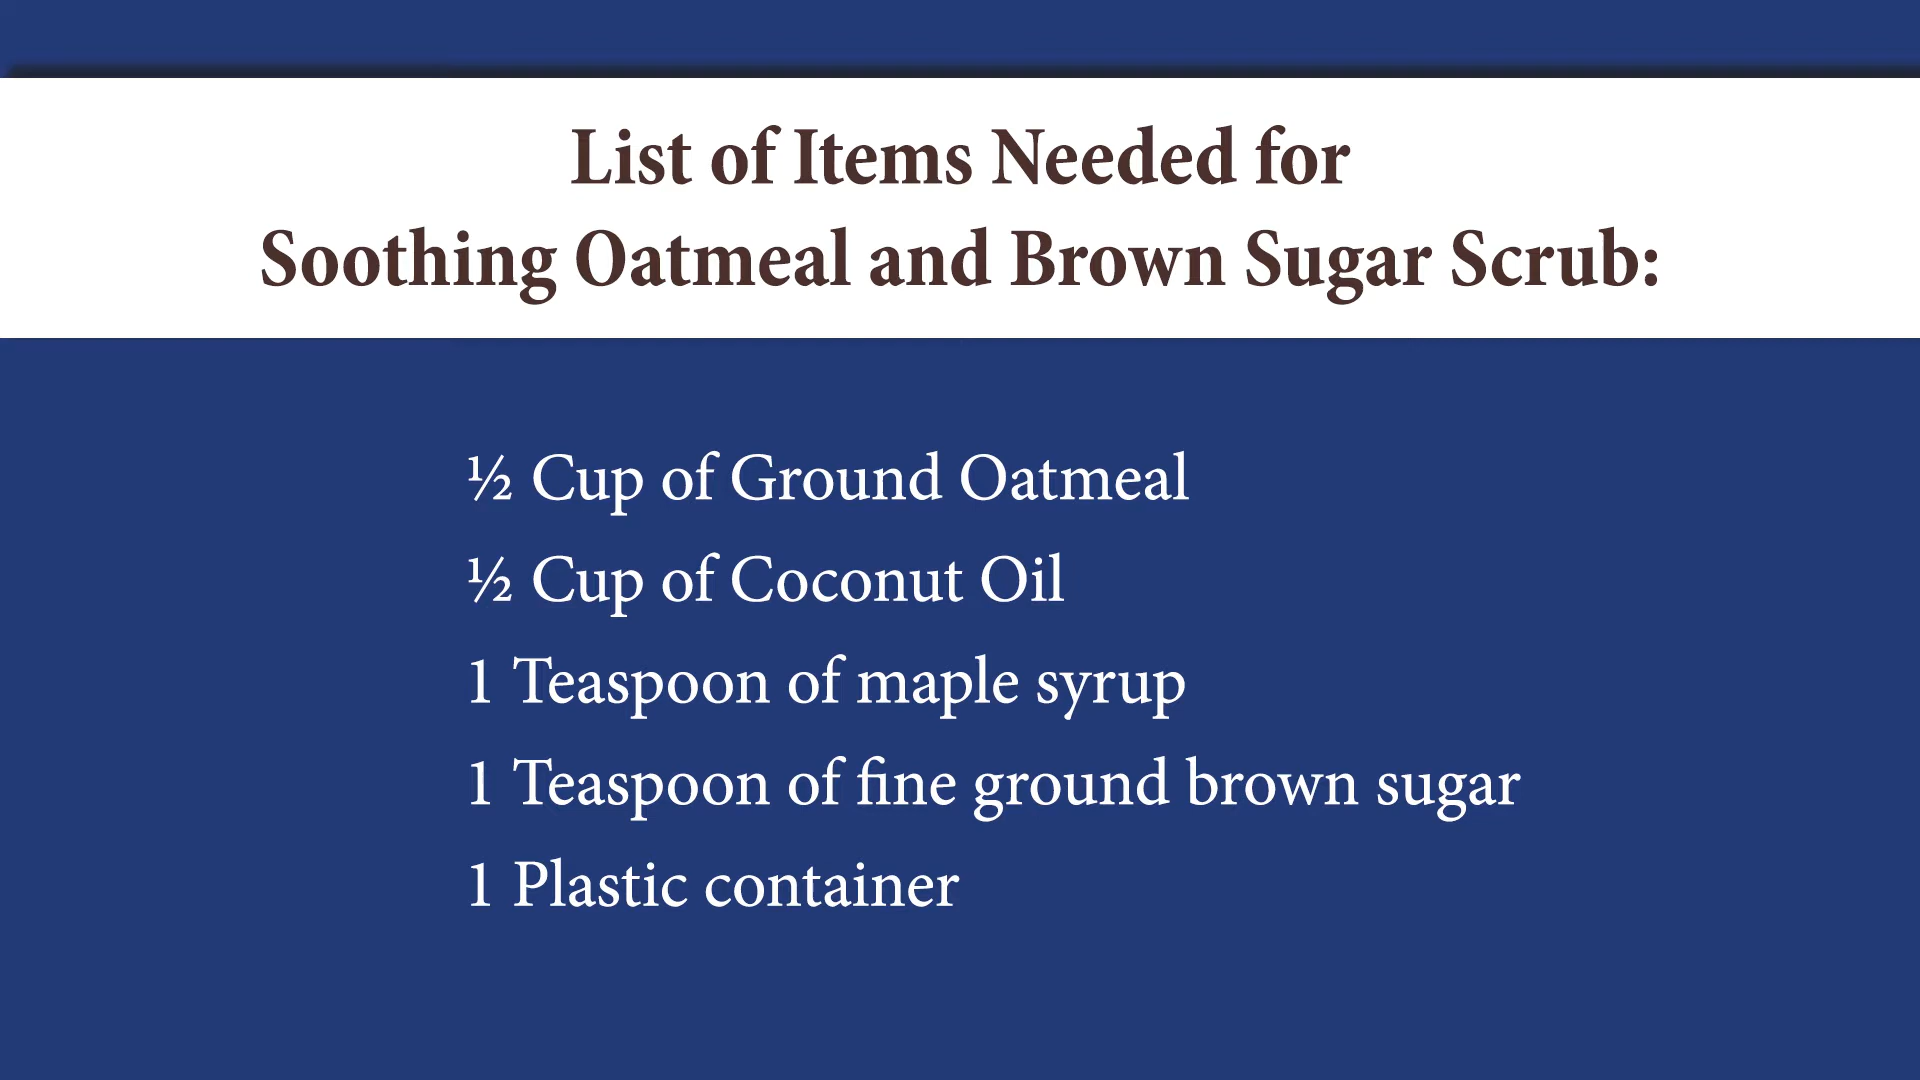 List of Items Needed for
Soothing Oatmeal and Brown Sugar Scrub:
½ Cup of Ground Oatmeal
½ Cup of Coconut Oil
1 Teaspoon of maple syrup
1 Teaspoon of fine ground brown sugar
1 Plastic container